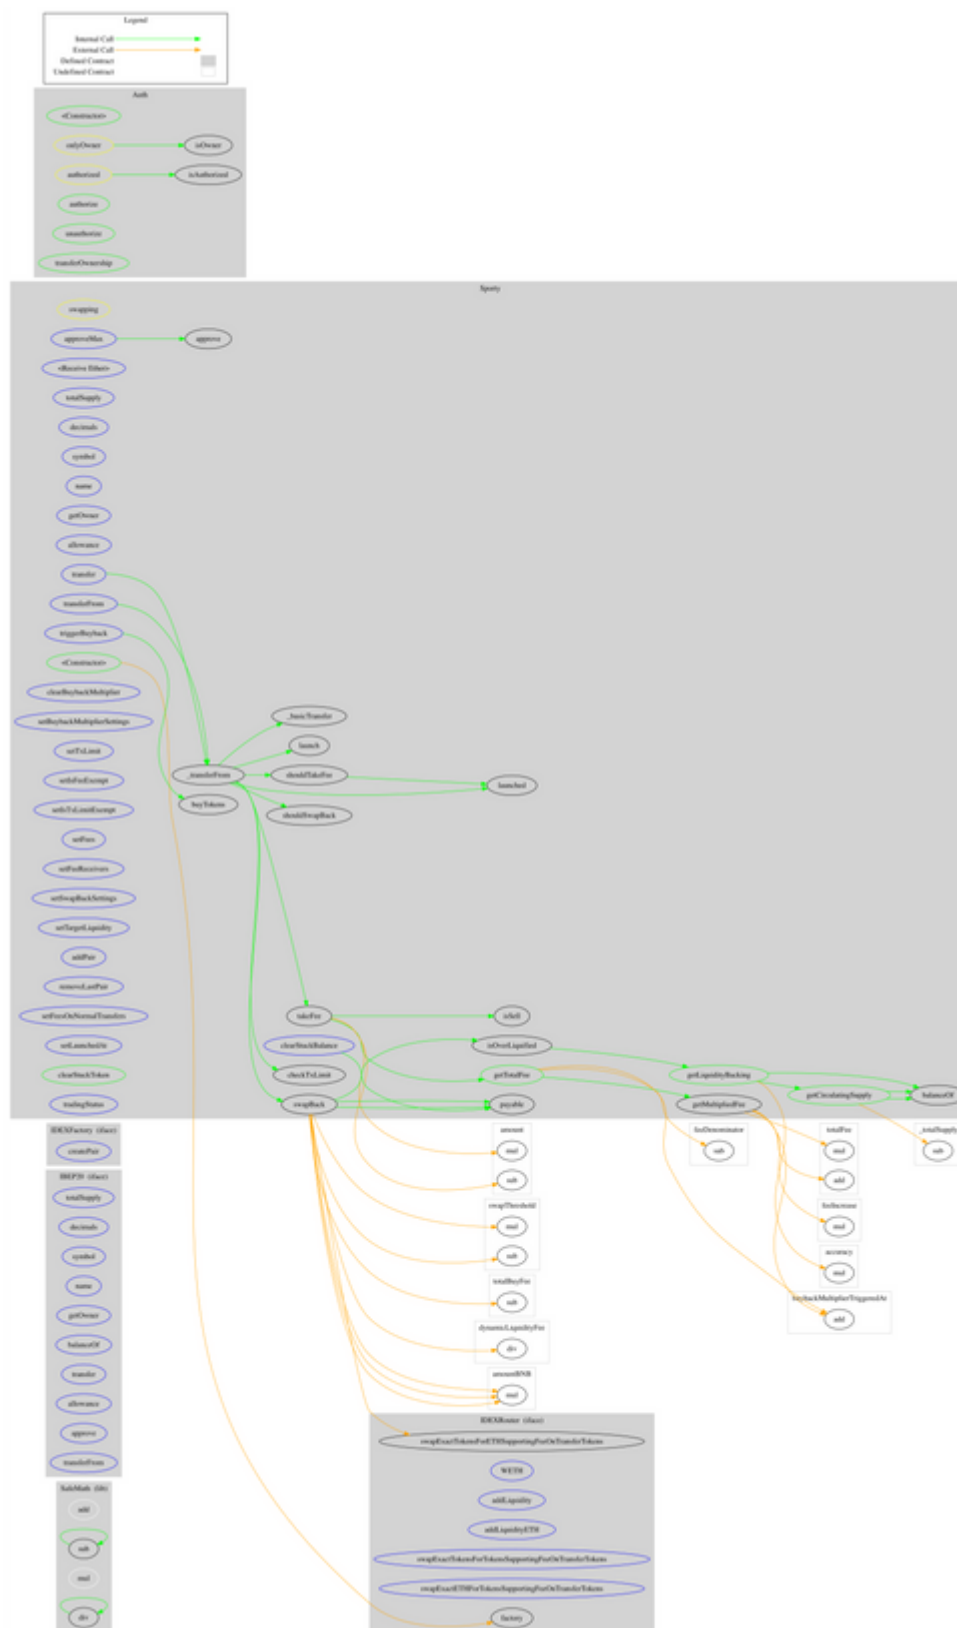 Legend
Internal Call
External Call
Defined Contract
Undefined Contract
Auth
<Constructor>
onlyOwner
isOwner
authorized
isAuthorized
authorize
unauthorize
transferOwnership
Sporty
swapping
approveMax
approve
<Receive Ether>
totalSupply
decimals
symbol
name
getOwner
allowance
transfer
transferFrom
triggerBuyback
<Constructor>
clearBuybackMultiplier
setBuybackMultiplierSettings
_basicTransfer
setTxLimit
launch
_transferFrom
shouldTakeFee
setIsFeeExempt
launched
buyTokens
setIsTxLimitExempt
shouldSwapBack
setFees
setFeeReceivers
setSwapBackSettings
setTargetLiquidity
addPair
removeLastPair
setFeesOnNormalTransfers
takeFee
isSell
setLaunchedAt
clearStuckBalance
isOverLiquified
clearStuckToken
checkTxLimit
getTotalFee
getLiquidityBacking
getCirculatingSupply
balanceOf
tradingStatus
swapBack
payable
getMultipliedFee
IDEXFactory (iface)
createPair
amount
mul
sub
feeDenominator
sub
totalFee
mul
add
_totalSupply
sub
IBEP20 (iface)
totalSupply
decimals
symbol
name
getOwner
balanceOf
transfer
allowance
approve
transferFrom
swapThreshold
mul
sub
feeIncrease
mul
accuracy
mul
totalBuyFee
sub
buybackMultiplierTriggeredAt
add
dynamicLiquidityFee
div
amountBNB
mul
IDEXRouter (iface)
swapExactTokensForETHSupportingFeeOnTransferTokens
WETH
addLiquidity
addLiquidityETH
swapExactTokensForTokensSupportingFeeOnTransferTokens
swapExactETHForTokensSupportingFeeOnTransferTokens
factory
SafeMath (lib)
add
sub
mul
div